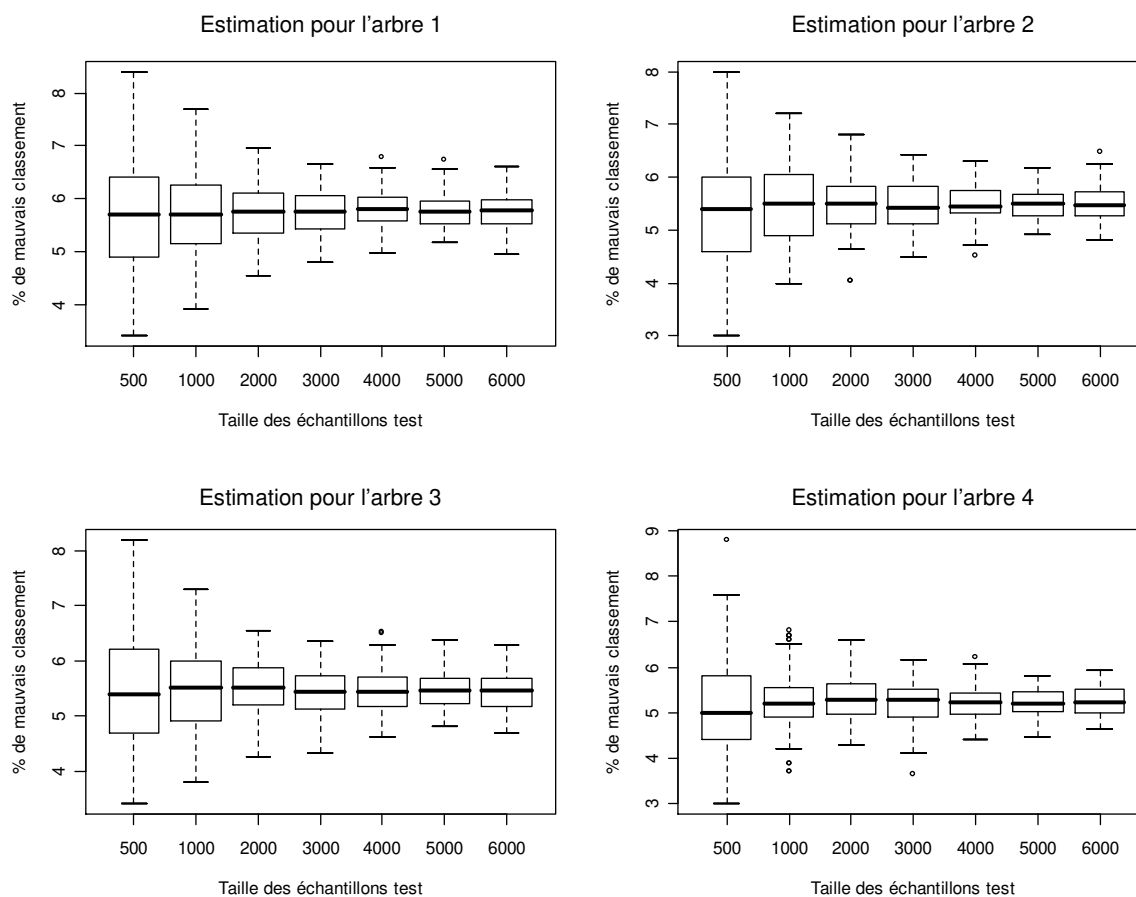 Estimation pour l'arbre 1
% de mauvais classement
8
7
6
5
4
500 1000 2000 3000 4000 5000 6000
Taille des échantillons test
Estimation pour l'arbre 2
% de mauvais classement
8
7
6
5
4
3
500 1000 2000 3000 4000 5000 6000
Taille des échantillons test
Estimation pour l'arbre 3
% de mauvais classement
8
7
6
5
4
500 1000 2000 3000 4000 5000 6000
Taille des échantillons test
Estimation pour l'arbre 4
% de mauvais classement
9
8
7
6
5
4
3
500 1000 2000 3000 4000 5000 6000
Taille des échantillons test